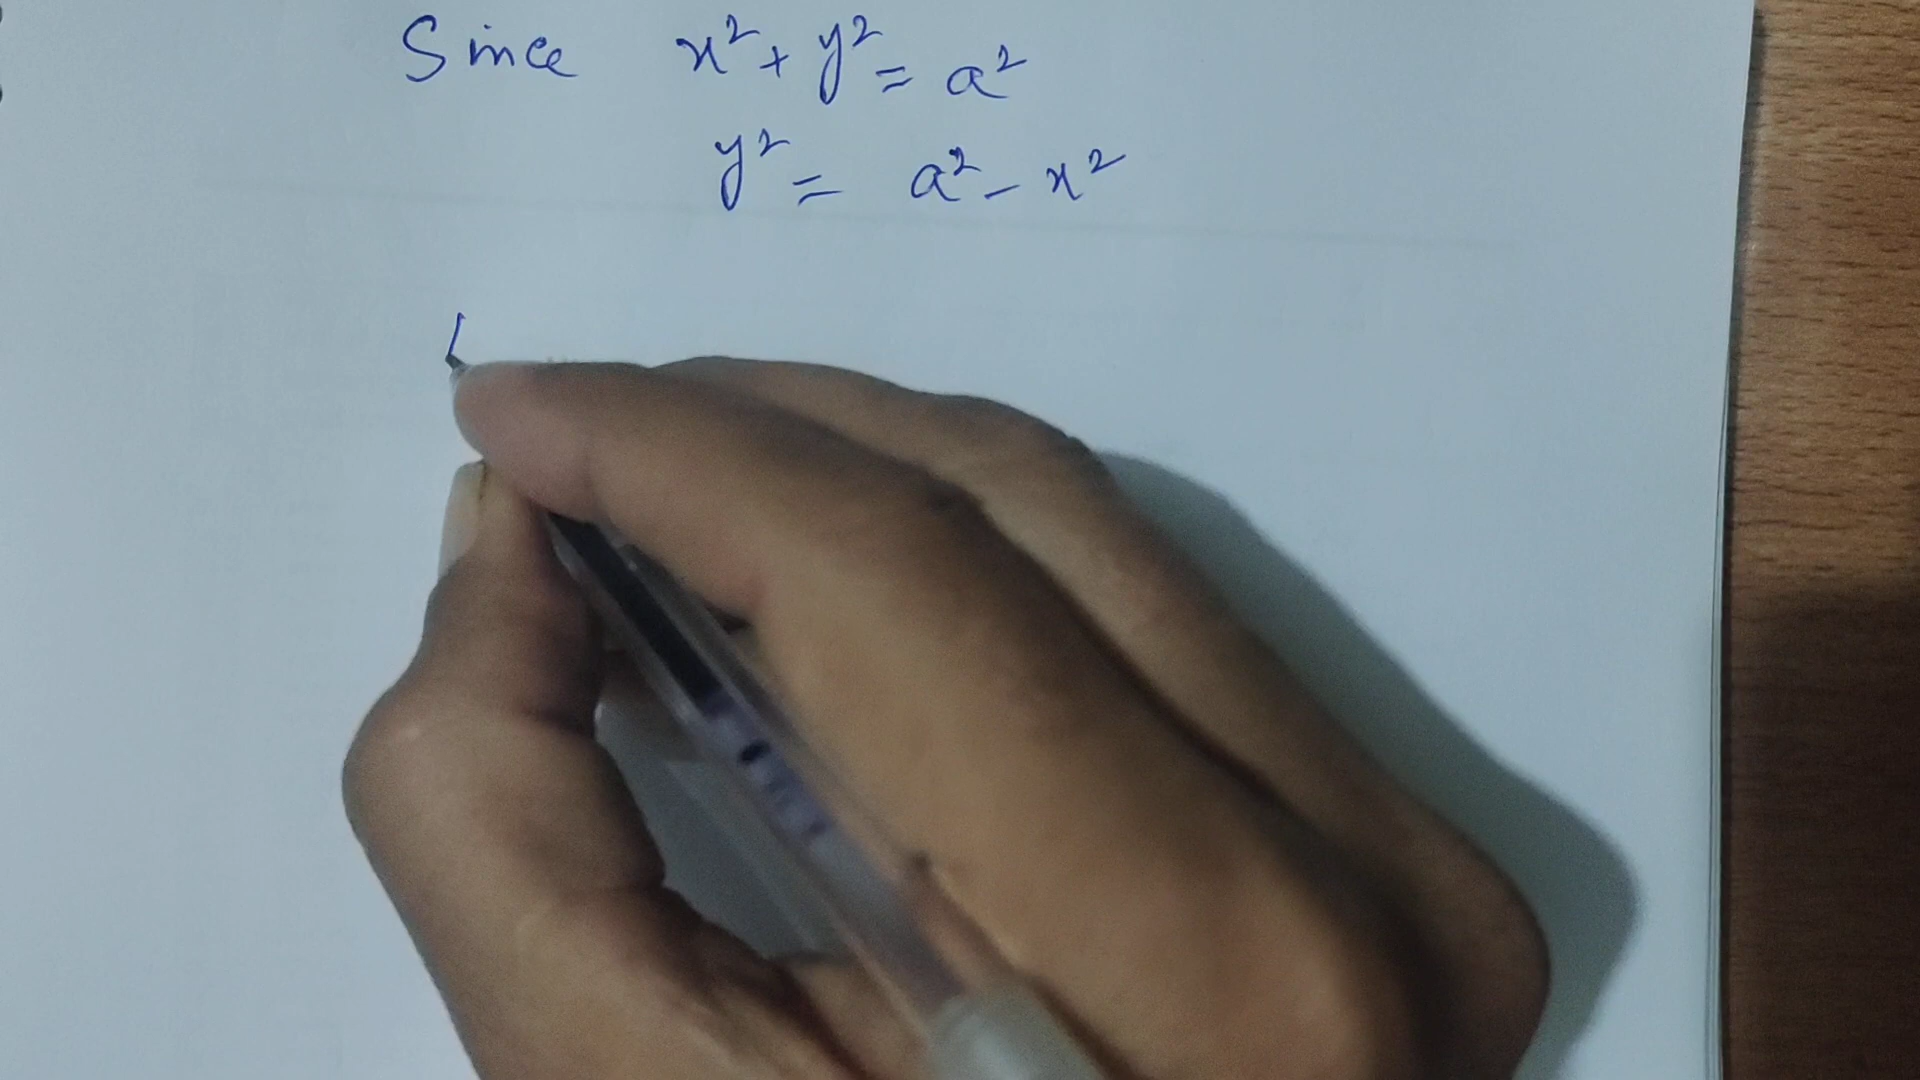 Since x² + y² = a²
y² = a² - x²